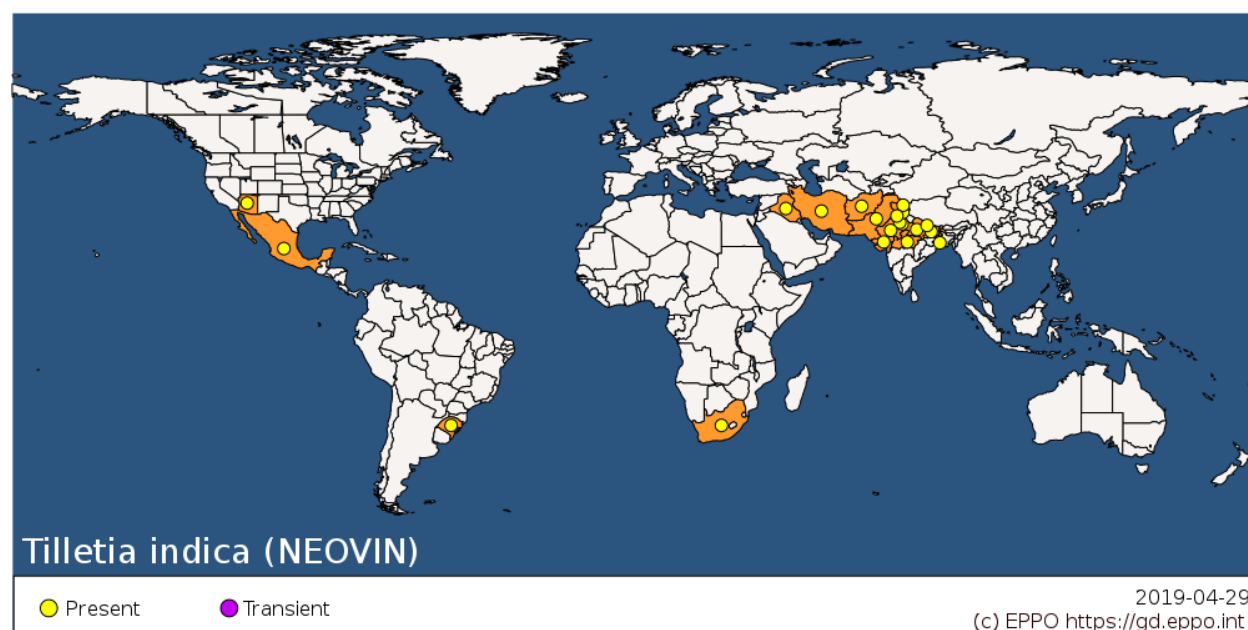 Tilletia indica (NEOVIN)
Present
Transient
2019-04-29
(c) EPPO https://gd.eppo.int